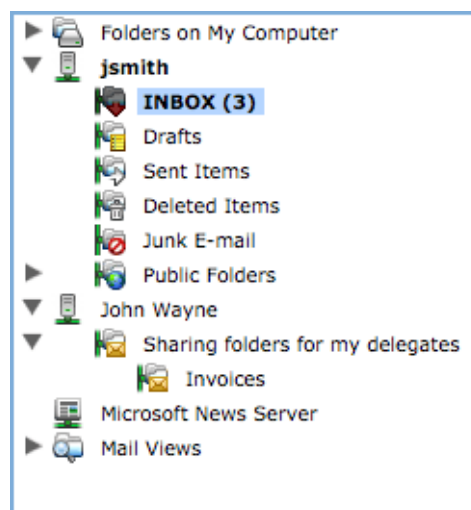 Folders on My Computer
jsmith
INBOX (3)
Drafts
Sent Items
Deleted Items
Junk E-mail
Public Folders
John Wayne
Sharing folders for my delegates
Invoices
Microsoft News Server
Mail Views